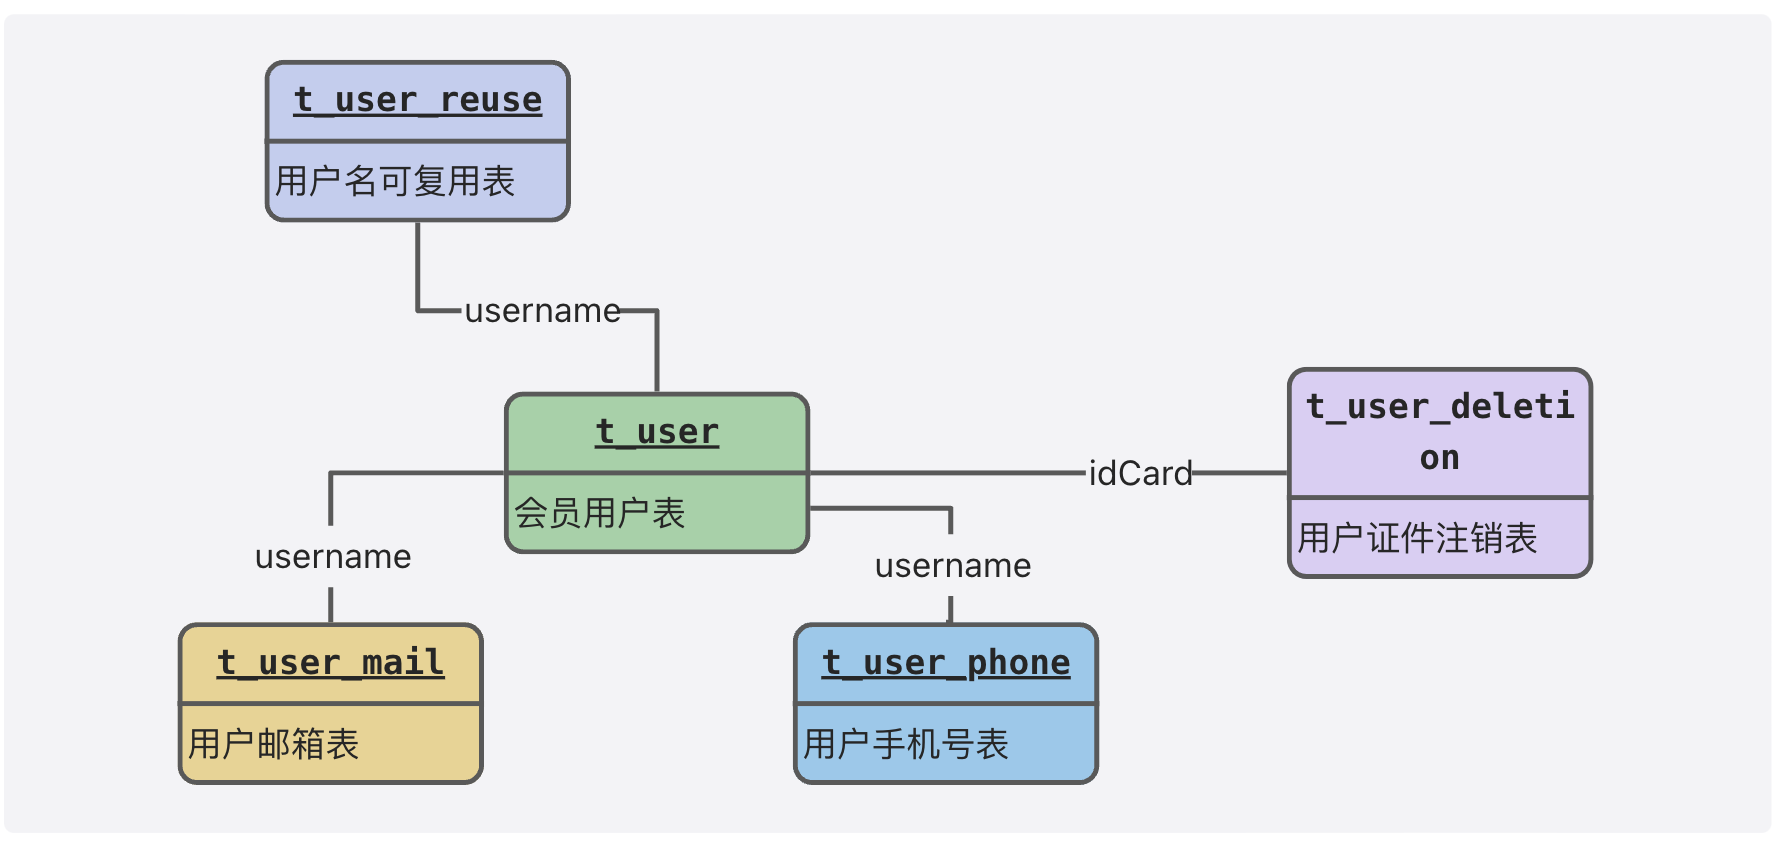 t_user_reuse
用户名可复用表
username
t_user
会员用户表
idCard
t_user_deleti
on
用户证件注销表
username
username
t_user_mail
用户邮箱表
t_user_phone
用户手机号表